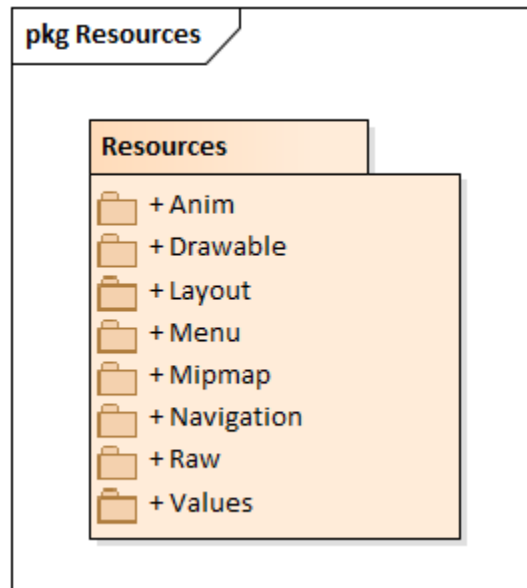 pkg Resources
Resources
+ Anim
+ Drawable
+ Layout
+ Menu
+ Mipmap
+ Navigation
+ Raw
+ Values